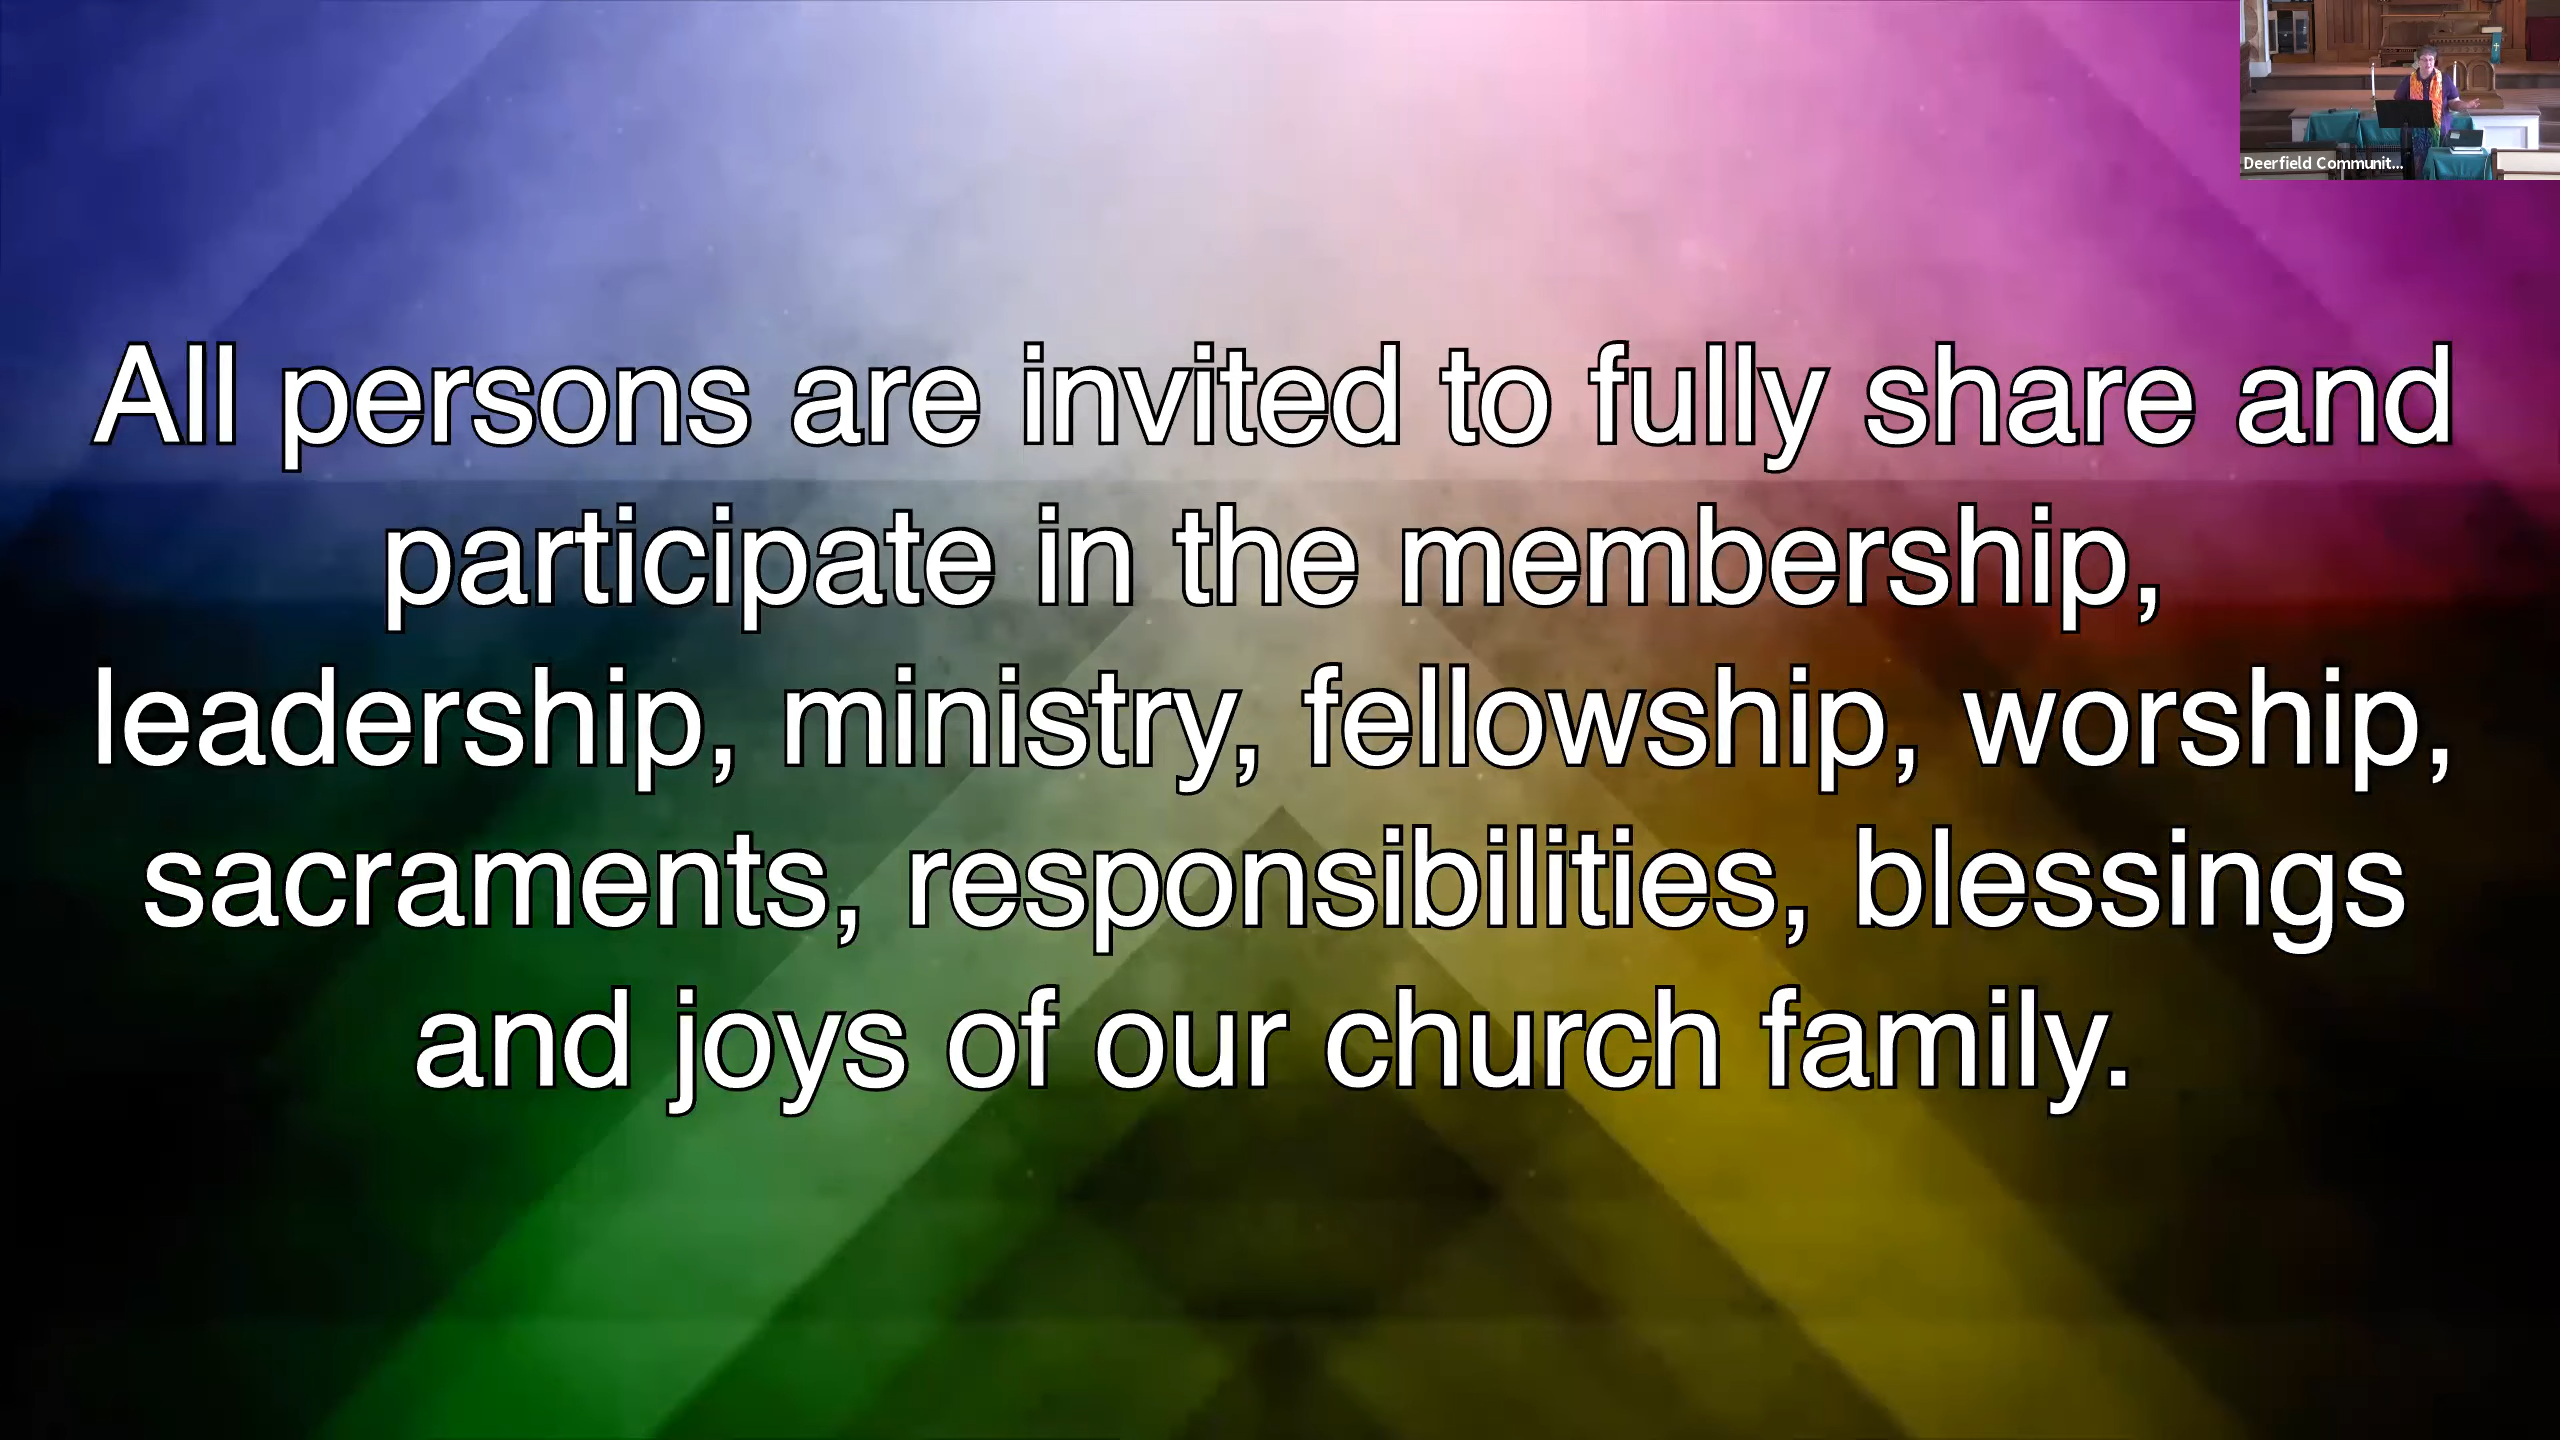 Deerfield Communit...
All persons are invited to fully share and
participate in the membership,
leadership, ministry, fellowship, worship,
sacraments, responsibilities, blessings
and joys of our church family.